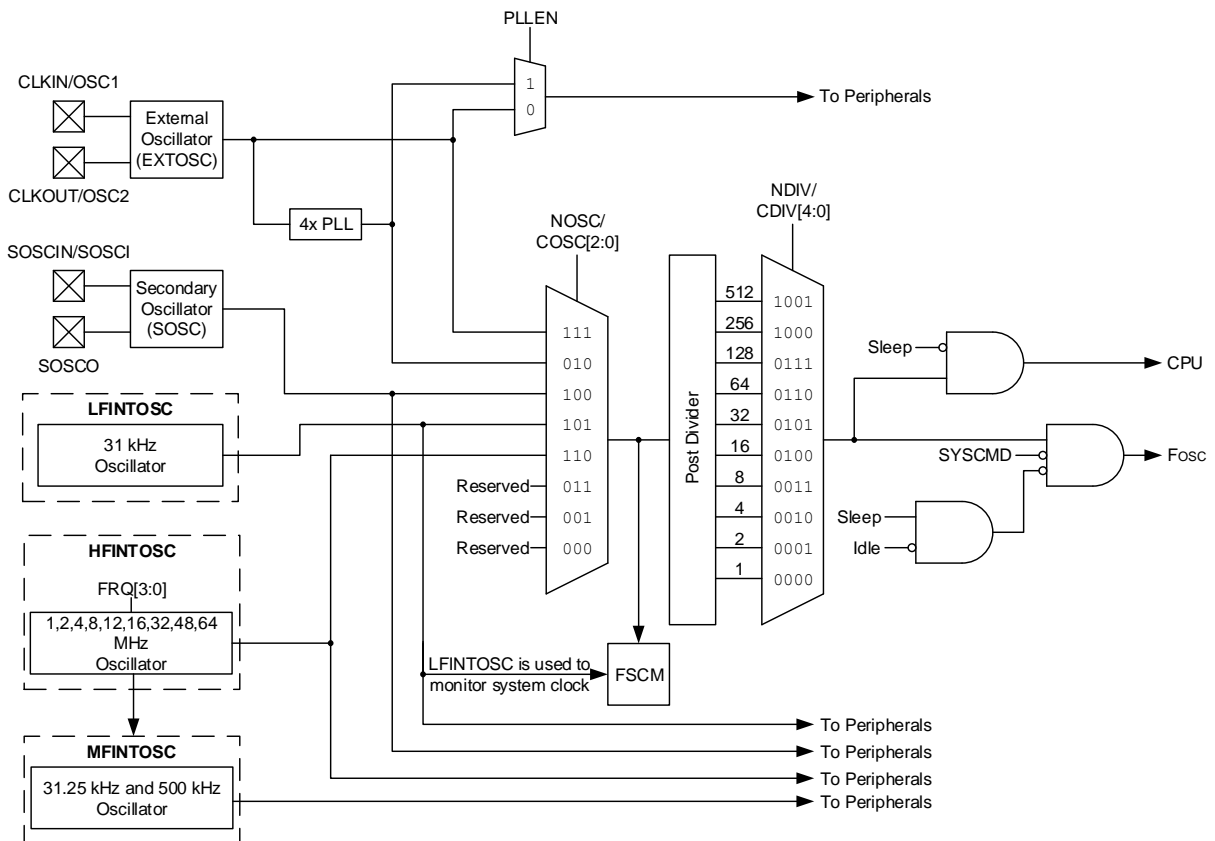 PLLEN
CLKIN/OSC1
1
0
To Peripherals
External
Oscillator
(EXTOSC)
CLKOUT/OSC2
4x PLL
NOSC/
COSC[2:0]
NDIV/
CDIV[4:0]
SOSCIN/SOSCI
Secondary
Oscillator
(SOSC)
SOSCO
111
010
100
101
110
011
001
000
Reserved
Reserved
Reserved
Post Divider
512
256
128
64
32
16
8
4
2
1
1001
1000
0111
0110
0101
0100
0011
0010
0001
0000
Sleep
CPU
SYSCMD
Fosc
Sleep
Idle
LFINTOSC
31 kHz
Oscillator
HFINTOSC
FRQ[3:0]
1,2,4,8,12,16,32,48,64
MHz
Oscillator
LFINTOSC is used to
monitor system clock
FSCM
MFINTOSC
31.25 kHz and 500 kHz
Oscillator
To Peripherals
To Peripherals
To Peripherals
To Peripherals